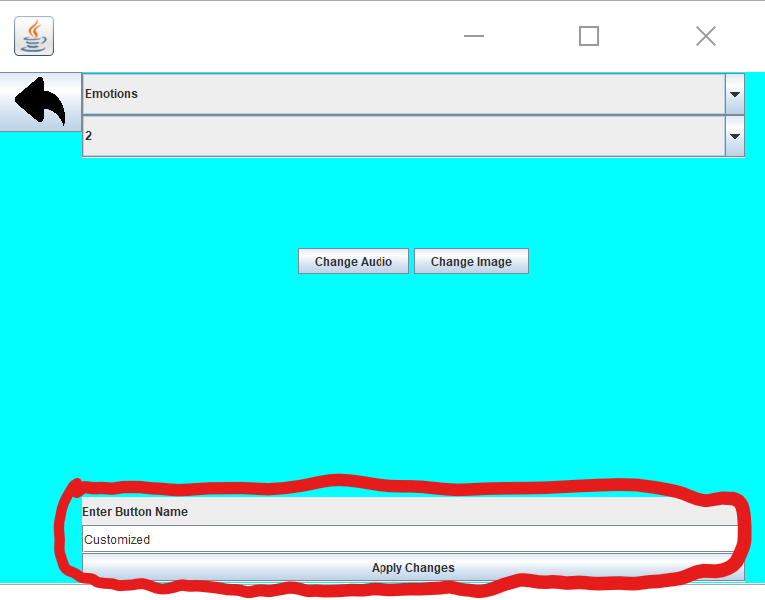 Emotions
2
Change Audio Change Image
Enter Button Name
Customized
Apply Changes